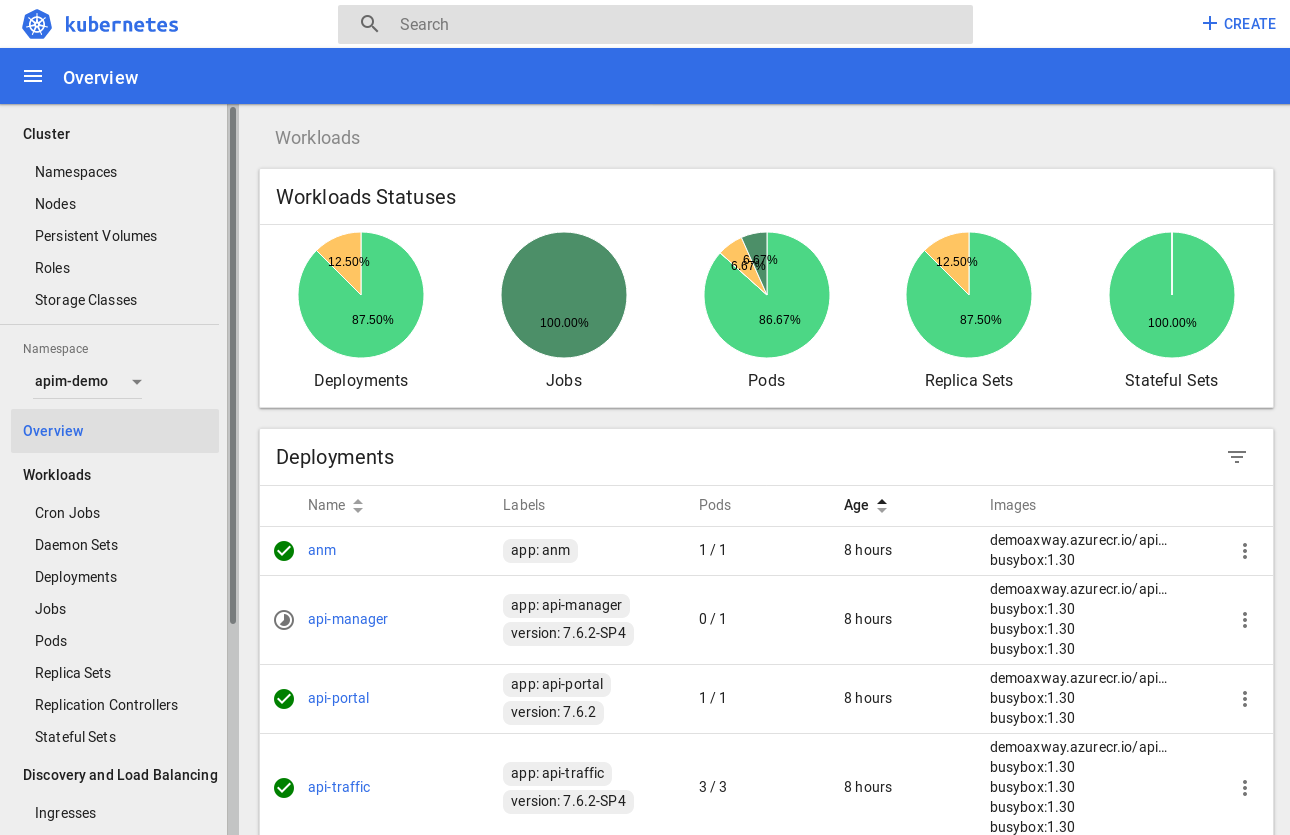 kubernetes
Search
CREATE
Overview
Cluster
Namespaces
Nodes
Persistent Volumes
Roles
Storage Classes
Namespace
apim-demo
Overview
Workloads
Cron Jobs
Daemon Sets
Deployments
Jobs
Pods
Replica Sets
Replication Controllers
Stateful Sets
Discovery and Load Balancing
Ingresses
Workloads
Workloads Statuses
12.50%
87.50%
Deployments
100.00%
Jobs
6.67%
6.67%
86.67%
Pods
12.50%
87.50%
Replica Sets
100.00%
Stateful Sets
Deployments
Name Labels Pods Age Images
anm
app: anm
1 / 1
8 hours
demoaxway.azurecr.io/api…
busybox:1.30
api-manager
app: api-manager
version: 7.6.2-SP4
0 / 1
8 hours
demoaxway.azurecr.io/api…
busybox:1.30
busybox:1.30
busybox:1.30
api-portal
app: api-portal
version: 7.6.2
1 / 1
8 hours
demoaxway.azurecr.io/api…
busybox:1.30
busybox:1.30
api-traffic
app: api-traffic
version: 7.6.2-SP4
3 / 3
8 hours
demoaxway.azurecr.io/api…
busybox:1.30
busybox:1.30
busybox:1.30
busybox:1.30